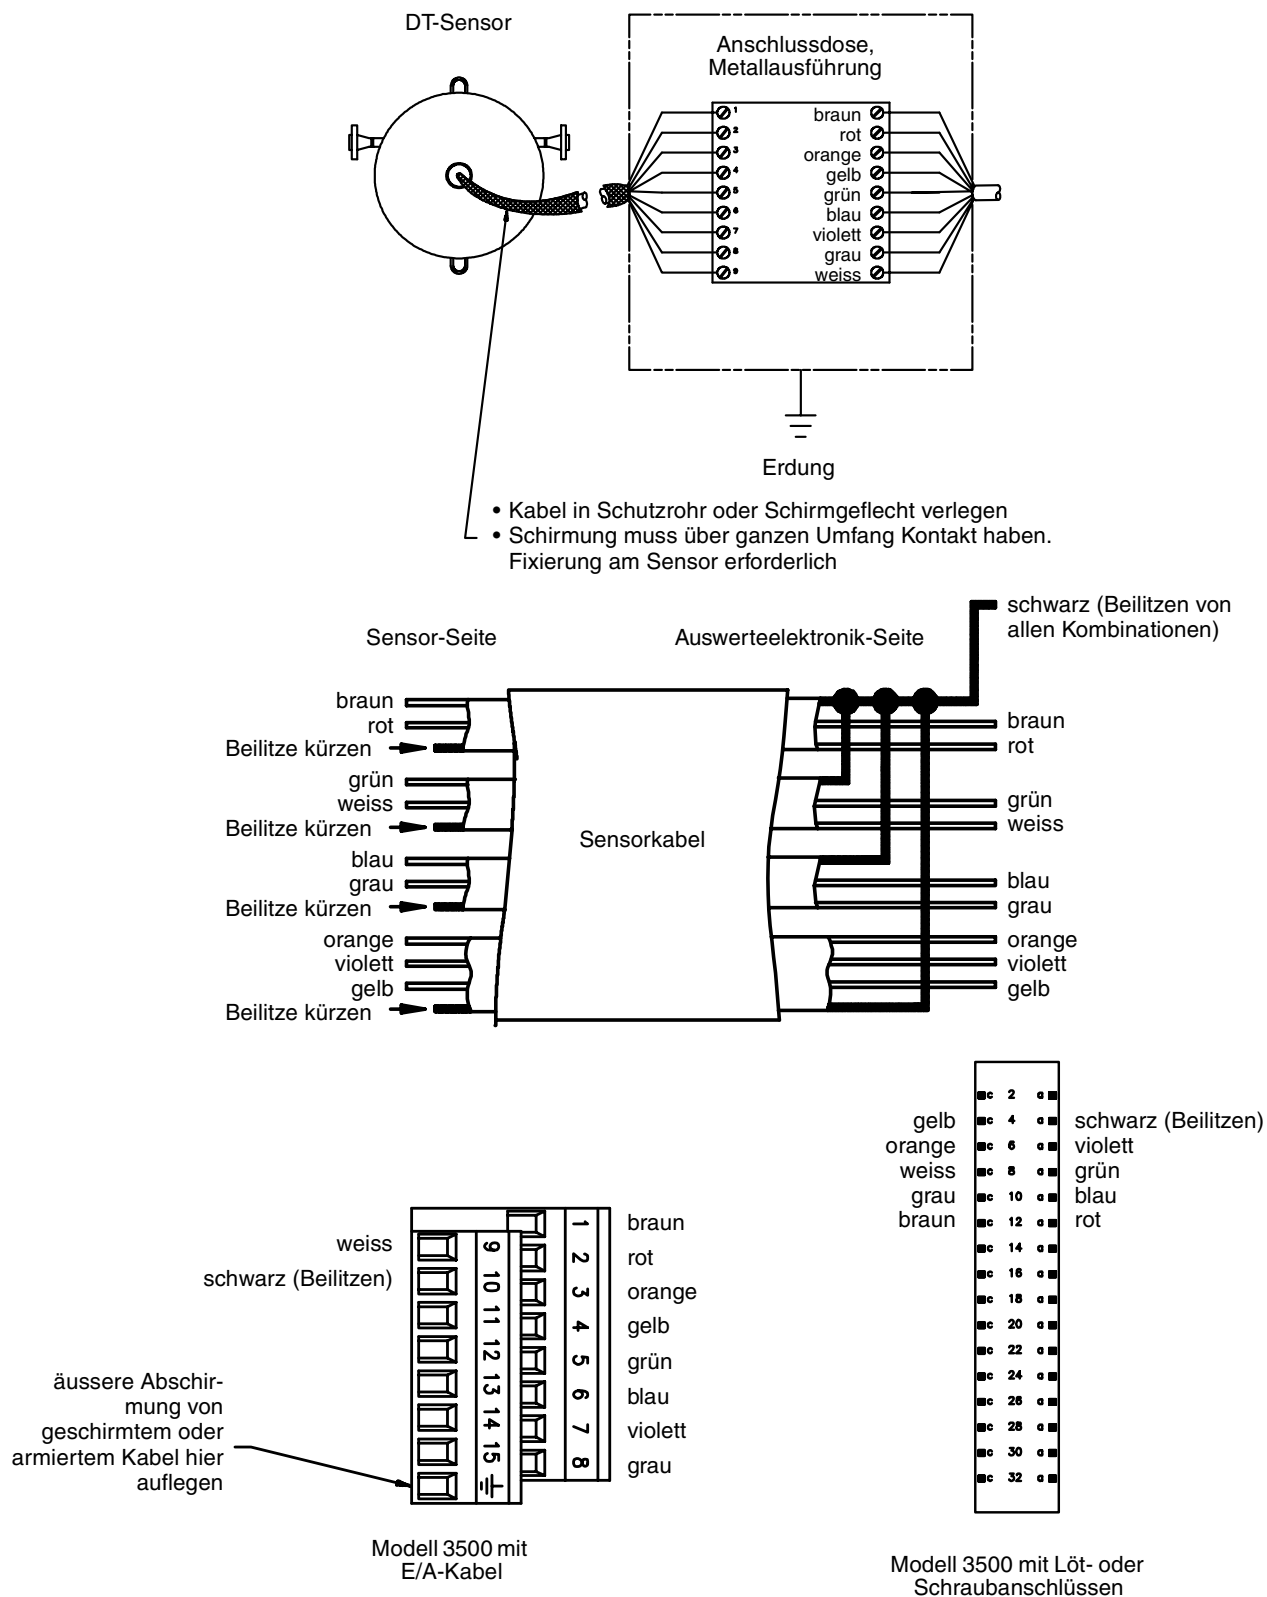 DT-Sensor
Anschlussdose,
Metallausführung
1 braun
2 rot
3 orange
4 gelb
5 grün
6 blau
7 violett
8 grau
9 weiss
Erdung
• Kabel in Schutzrohr oder Schirmgeflecht verlegen
• Schirmung muss über ganzen Umfang Kontakt haben.
Fixierung am Sensor erforderlich
schwarz (Beilitzen von
allen Kombinationen)
Sensor-Seite
Auswerteelektronik-Seite
braun
rot
Beilitze kürzen
grün
weiss
Beilitze kürzen
blau
grau
Beilitze kürzen
orange
violett
gelb
Beilitze kürzen
Sensorkabel
braun
rot
grün
weiss
blau
grau
orange
violett
gelb
weiss
schwarz (Beilitzen)
äussere Abschir-
mung von
geschirmtem oder
armiertem Kabel hier
auflegen
9
10
11
12
13
14
15
1 braun
2 rot
3 orange
4 gelb
5 grün
6 blau
7 violett
8 grau
Modell 3500 mit
E/A-Kabel
c 2 a
gelb c 4 a schwarz (Beilitzen)
orange c 6 a violett
weiss c 8 a grün
grau c 10 a blau
braun c 12 a rot
c 14 a
c 16 a
c 18 a
c 20 a
c 22 a
c 24 a
c 26 a
c 28 a
c 30 a
c 32 a
Modell 3500 mit Löt- oder
Schraubanschlüssen